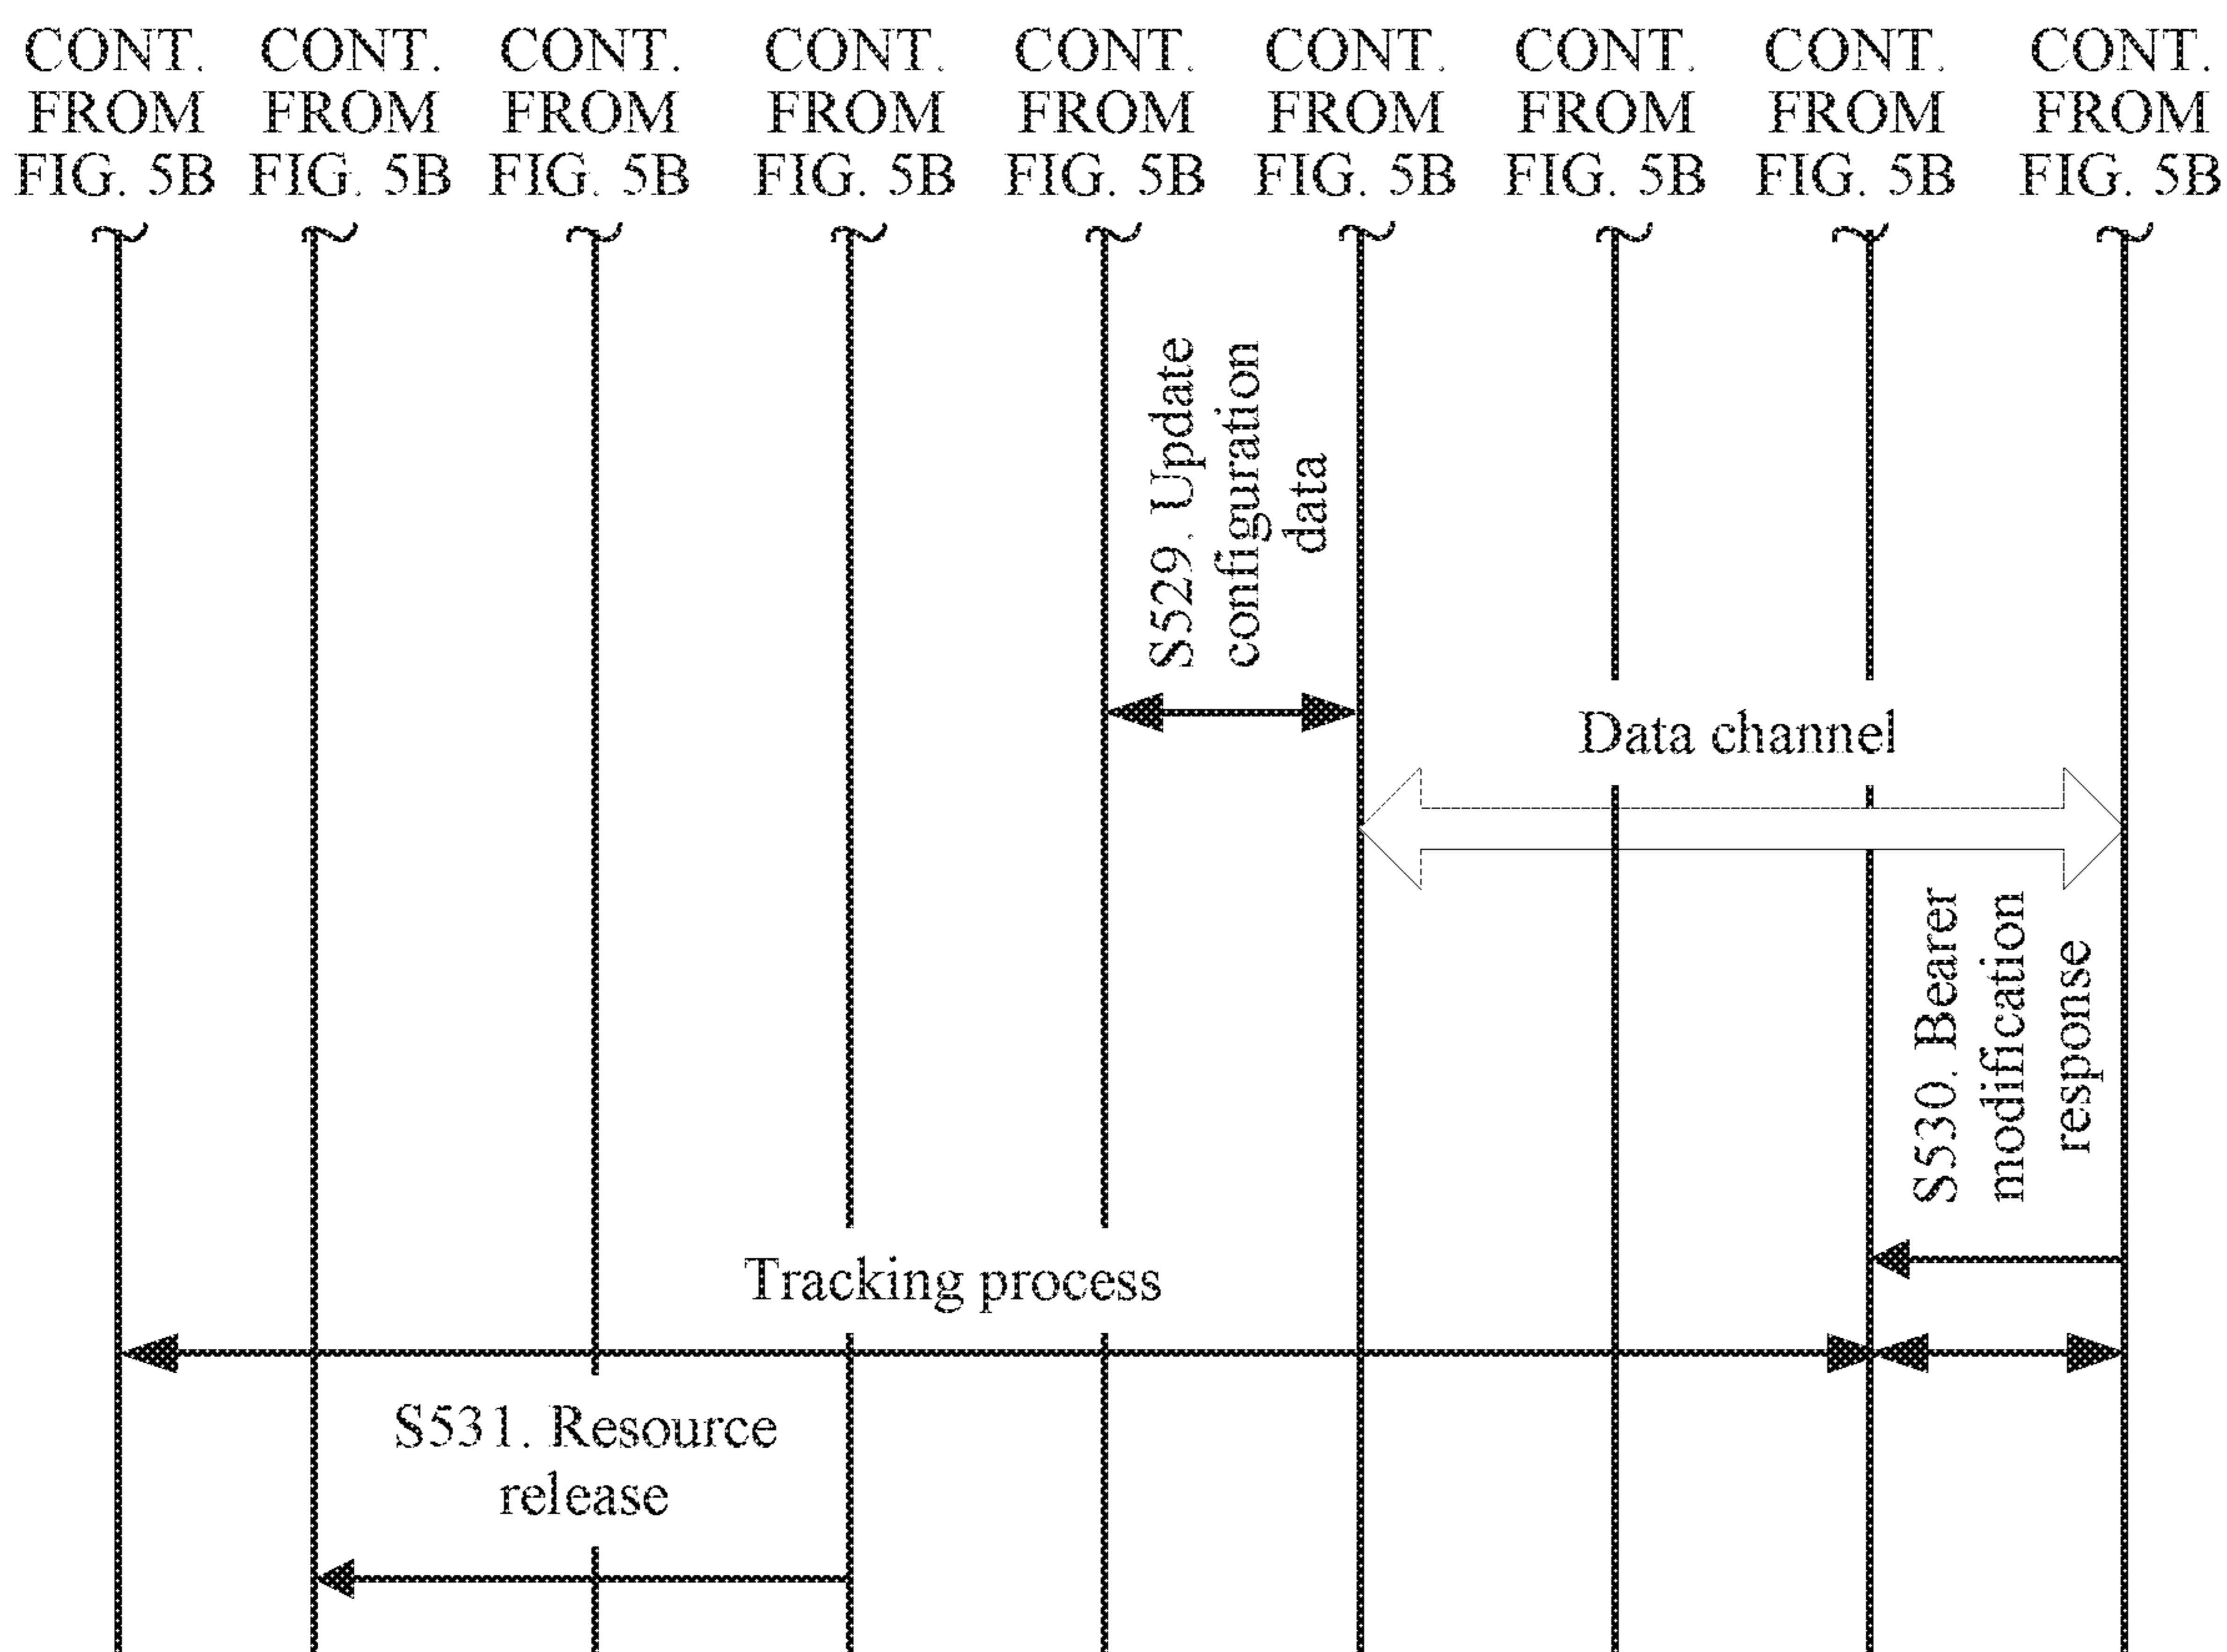 CONT. CONT. CONT. CONT. CONT. CONT. CONT. CONT. CONT.
FROM FROM FROM FROM FROM FROM FROM FROM FROM
FIG. 5B FIG. 5B FIG. 5B FIG. 5B FIG. 5B FIG. 5B FIG. 5B FIG. 5B FIG. 5B
S529. Update
configuration
data
Data channel
S530. Bearer
modification
response
Tracking process
S531. Resource
release